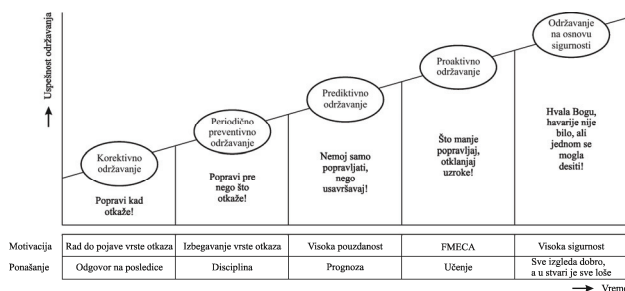 Uspešnost održavanja
Korektivno
održavanje
Popravi kad
otkaže!
Periodično
preventivno
održavanje
Popravi pre
nego što
otkaže!
Prediktivno
održavanje
Nemoj samo
popravljati,
nego
usavršavaj!
Proaktivno
održavanje
Što manje
popravljaj,
otklanjaj
uzroke!
Održavanje
na osnovu
sigurnosti
Hvala Bogu,
havarije nije
bilo, ali
jednom se
mogla
desiti!
Motivacija Rad do pojave vrste otkaza Izbegavanje vrste otkaza Visoka pouzdanost FMECA Visoka sigurnost
Ponašanje Odgovor na posledice Disciplina Prognoza Učenje Sve izgleda dobro,
a u stvari je sve loše
Vreme